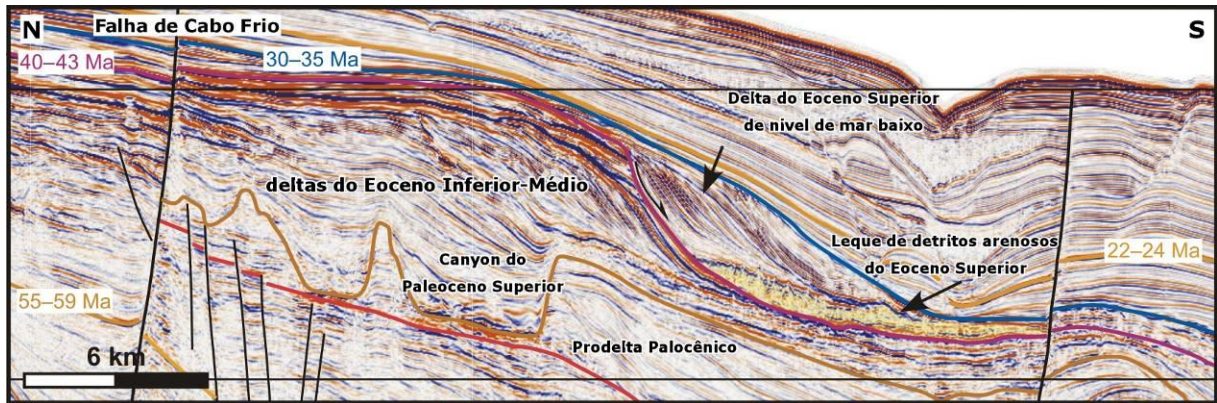 N
Falha de Cabo Frio
S
40–43 Ma
30–35 Ma
Delta do Eoceno Superior
de nivel de mar baixo
deltas do Eoceno Inferior-Médio
Leque de detritos arenosos
do Eoceno Superior
22–24 Ma
Canyon do
Paleoceno Superior
55–59 Ma
Prodelta Palocênico
6 km